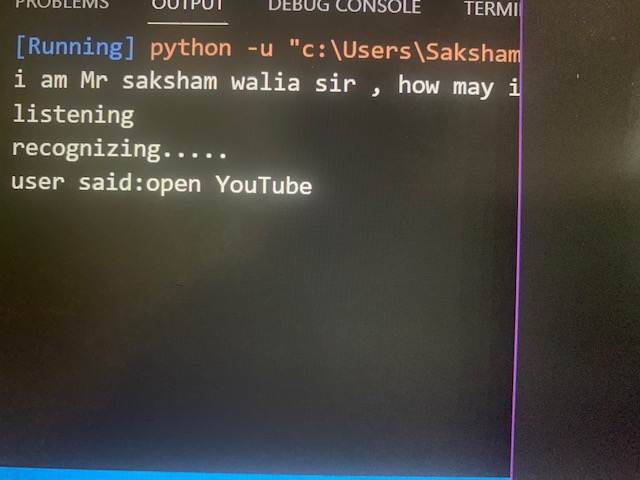 PROBLEMS OUTPUT DEBUG CONSOLE
[Running] python -u "c:\Users\Saksham
i am Mr saksham walia sir , how may i
listening
recognizing.....
user said:open YouTube